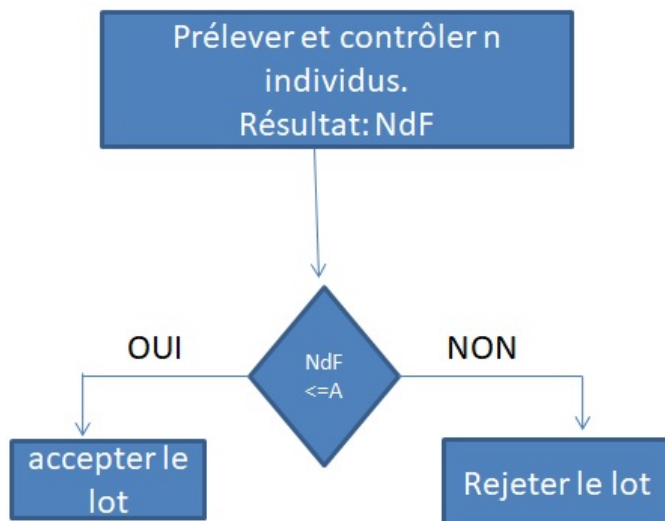 Prélever et contrôler n
individus.
Résultat: NdF
OUI
NON
NdF
<=A
accepter le
lot
Rejeter le lot